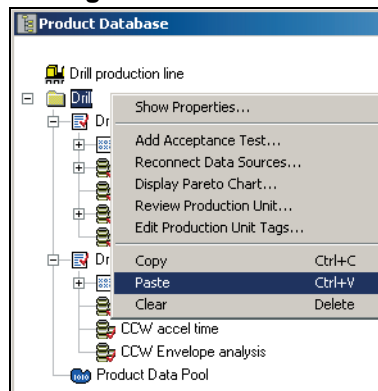 Product Database
Drill production line
Drill
Show Properties...
Dr
Add Acceptance Test...
Reconnect Data Sources...
Display Pareto Chart...
Review Production Unit...
Edit Production Unit Tags...
Dr
Copy Ctrl+C
Paste Ctrl+V
Clear Delete
CCW accel time
CCW Envelope analysis
Product Data Pool